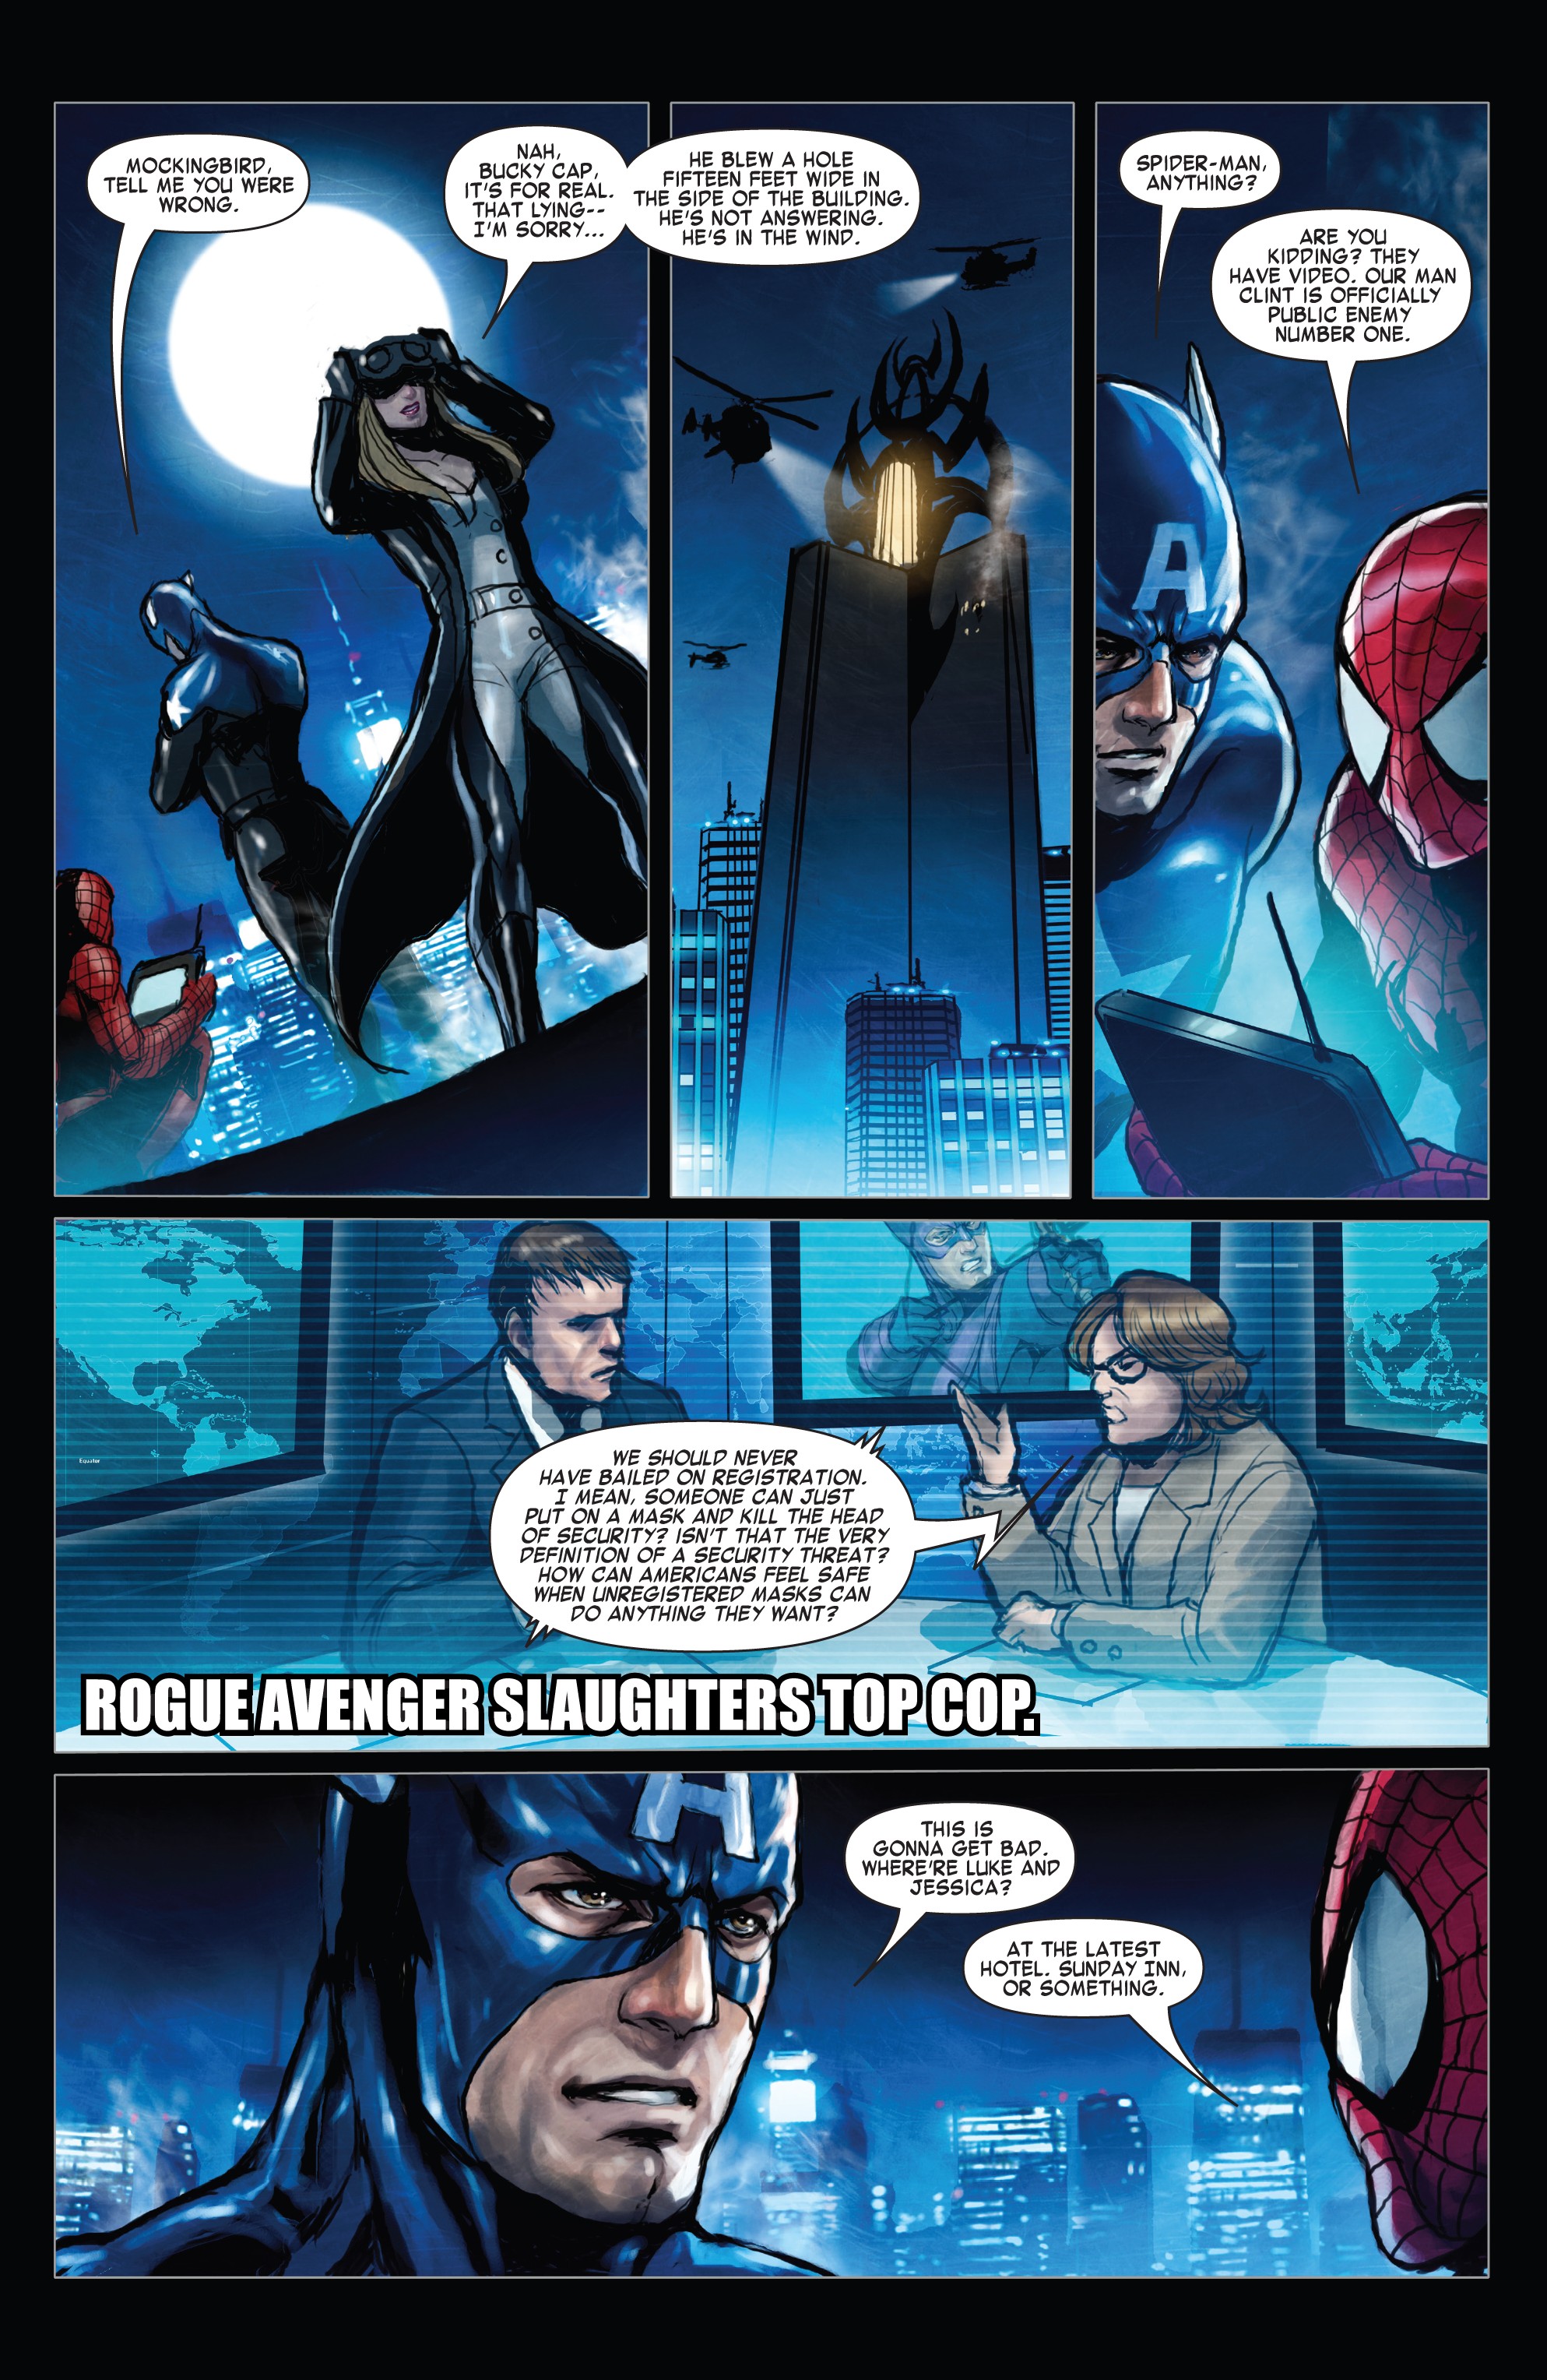 MOCKINGBIRD,
TELL ME YOU WERE
WRONG.
NAH,
BUCKY CAP,
IT'S FOR REAL.
THAT LYING--
I'M SORRY...
HE BLEW A HOLE
FIFTEEN FEET WIDE IN
THE SIDE OF THE BUILDING.
HE'S NOT ANSWERING.
HE'S IN THE WIND.
SPIDER-MAN,
ANYTHING?
ARE YOU
KIDDING? THEY
HAVE VIDEO. OUR MAN
CLINT IS OFFICIALLY
PUBLIC ENEMY
NUMBER ONE.
A
Equator
WE SHOULD NEVER
HAVE BAILED ON REGISTRATION.
I MEAN, SOMEONE CAN JUST
PUT ON A MASK AND KILL THE HEAD
OF SECURITY? ISN'T THAT THE VERY
DEFINITION OF A SECURITY THREAT?
HOW CAN AMERICANS FEEL SAFE
WHEN UNREGISTERED MASKS CAN
DO ANYTHING THEY WANT?
ROGUE AVENGER SLAUGHTERS TOP COP.
A
THIS IS
GONNA GET BAD.
WHERE'RE LUKE AND
JESSICA?
AT THE LATEST
HOTEL. SUNDAY INN,
OR SOMETHING.